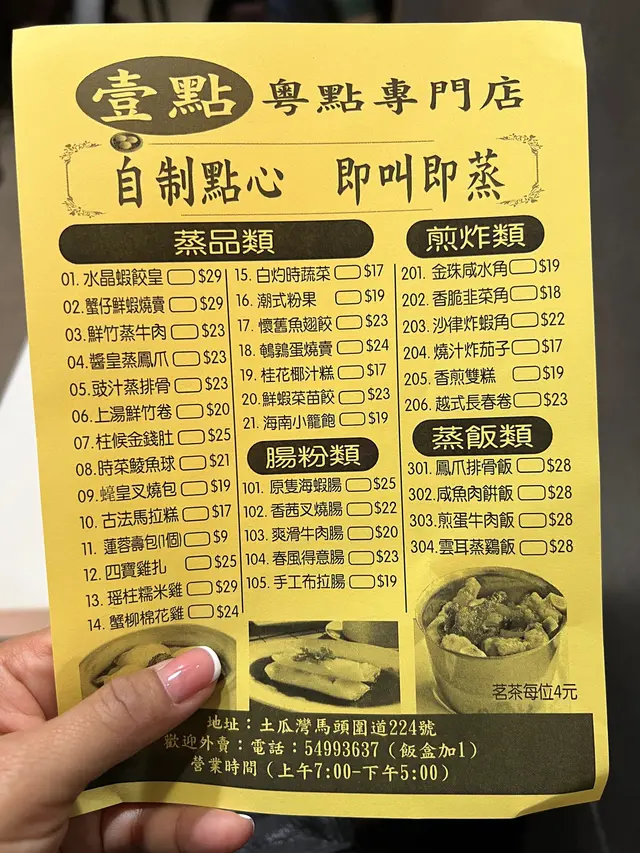 壹點 粵點專門店
自制點心 即叫即蒸
蒸品類
01. 水晶蝦餃皇 $29
02. 蟹仔鮮蝦燒賣 $29
03. 鮮竹蒸牛肉 $23
04. 醬皇蒸鳳爪 $23
05. 豉汁蒸排骨 $23
06. 上湯鮮竹卷 $20
07. 柱候金錢肚 $25
08. 時菜鯪魚球 $21
09. 蠔皇叉燒包 $19
10. 古法馬拉糕 $17
11. 蓮蓉壽包(1個) $9
12. 四寶雞扎 $25
13. 瑶柱糯米雞 $29
14. 蟹柳棉花雞 $24
15. 白灼時蔬菜 $17
16. 潮式粉果 $19
17. 懷舊魚翅餃 $23
18. 鵪鶉蛋燒賣 $24
19. 桂花椰汁糕 $17
20. 鮮蝦菜苗餃 $23
21. 海南小籠飽 $19
腸粉類
101. 原隻海蝦腸 $25
102. 香茜叉燒腸 $22
103. 爽滑牛肉腸 $20
104. 春風得意腸 $23
105. 手工布拉腸 $19
煎炸類
201. 金珠咸水角 $19
202. 香脆韭菜角 $18
203. 沙律炸蝦角 $22
204. 燒汁炸茄子 $17
205. 香煎雙糕 $19
206. 越式長春卷 $23
蒸飯類
301. 鳳爪排骨飯 $28
302. 咸魚肉餅飯 $28
303. 煎蛋牛肉飯 $28
304. 雲耳蒸鷄飯 $28
茗茶每位4元
地址：土瓜灣馬頭圍道224號
歡迎外賣：電話：54993637（飯盒加1）
營業時間（上午7:00-下午5:00）